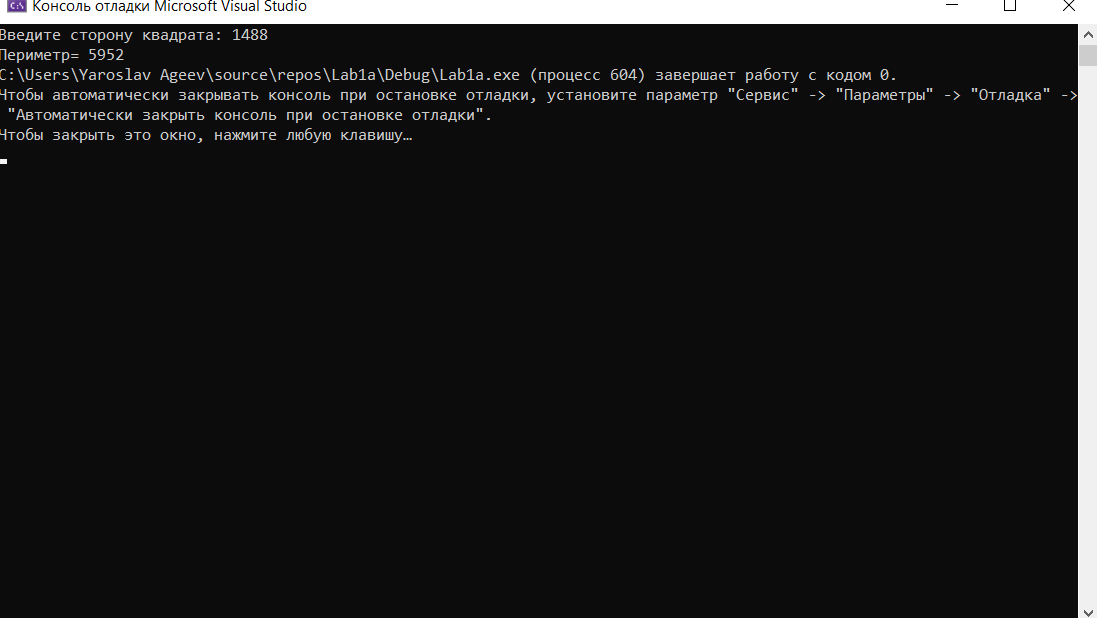 Консоль отладки Microsoft Visual Studio
Введите сторону квадрата: 1488
Периметр= 5952
C:\Users\Yaroslav Ageev\source\repos\Lab1a\Debug\Lab1a.exe (процесс 604) завершает работу с кодом 0.
Чтобы автоматически закрывать консоль при остановке отладки, установите параметр "Сервис" -> "Параметры" -> "Отладка" ->
"Автоматически закрыть консоль при остановке отладки".
Чтобы закрыть это окно, нажмите любую клавишу…